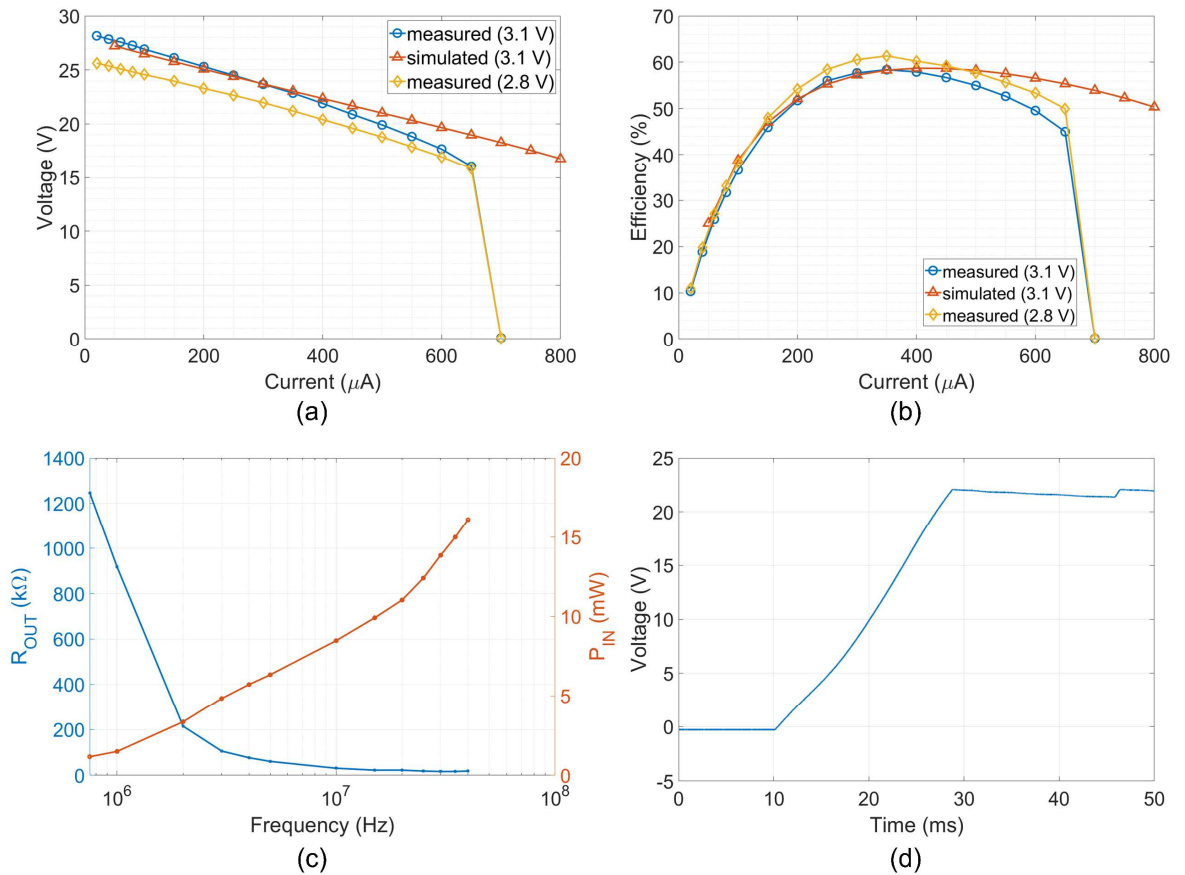 30
25
20
15
10
5
0
Voltage (V)
measured (3.1 V)
simulated (3.1 V)
measured (2.8 V)
0 200 400 600 800
Current (μA)
(a)
70
60
50
40
30
20
10
0
Efficiency (%)
measured (3.1 V)
simulated (3.1 V)
measured (2.8 V)
0 200 400 600 800
Current (μA)
(b)
1400
1200
1000
800
600
400
200
0
R_OUT (kΩ)
20
15
10
5
0
P_IN (mW)
10^6 10^7 10^8
Frequency (Hz)
(c)
25
20
15
10
5
0
-5
Voltage (V)
0 10 20 30 40 50
Time (ms)
(d)